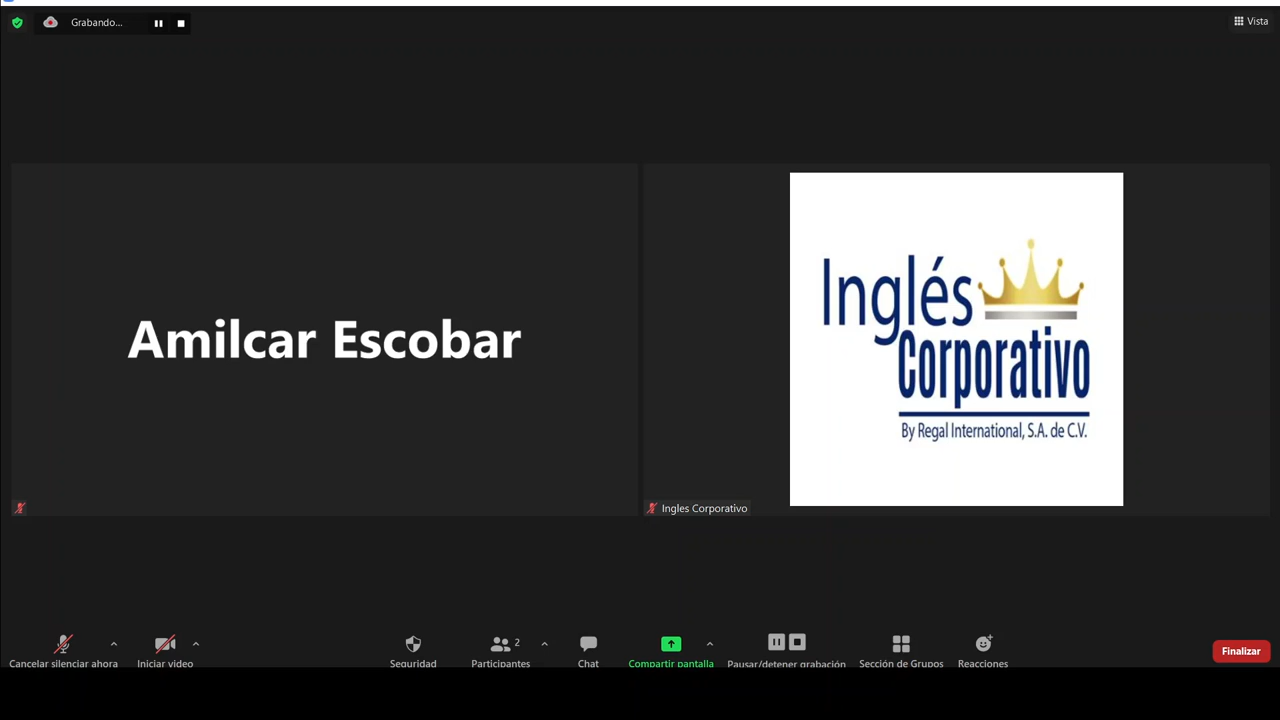 Grabando...
Vista
Amilcar Escobar
Inglés
Corporativo
By Regal International, S.A. de C.V.
Ingles Corporativo
2
Cancelar silenciar ahora
Iniciar video
Seguridad
Participantes
Chat
Compartir pantalla
Pausar/detener grabación
Sección de Grupos
Reacciones
Finalizar